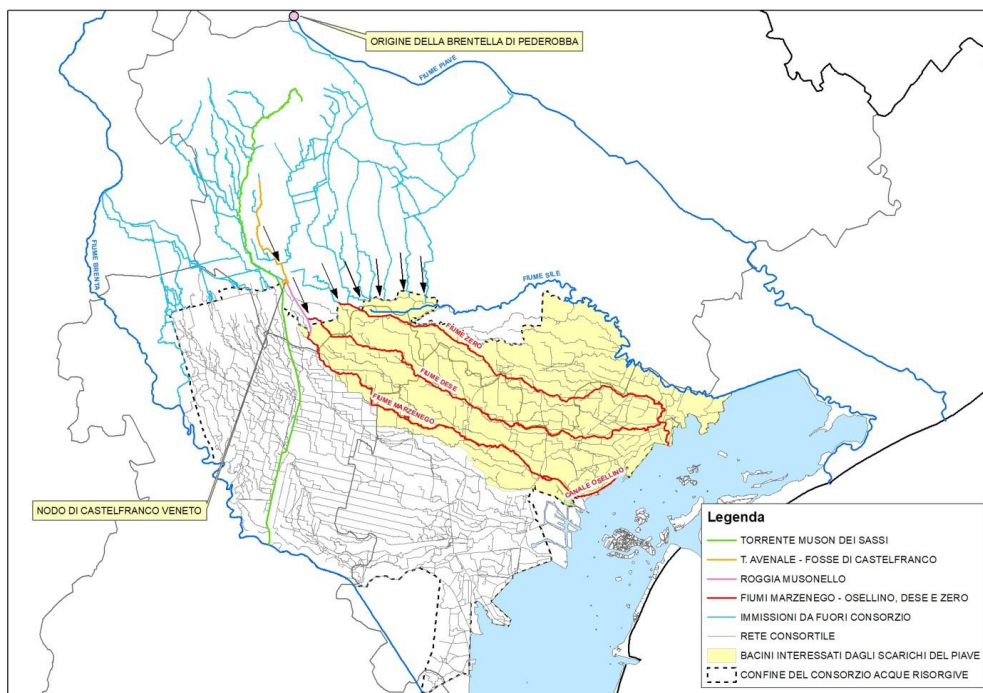 ORIGINE DELLA BRENTELLA DI PEDEROBBA
FIUME PIAVE
FIUME BRENTA
FIUME SILE
FIUME ZERO
FIUME DESE
FIUME MARZENEGO
CANALE OSELLINO
NODO DI CASTELFRANCO VENETO
Legenda
TORRENTE MUSON DEI SASSI
T. AVENALE - FOSSE DI CASTELFRANCO
ROGGIA MUSONELLO
FIUMI MARZENEGO - OSELLINO, DESE E ZERO
IMMISSIONI DA FUORI CONSORZIO
RETE CONSORTILE
BACINI INTERESSATI DAGLI SCARICHI DEL PIAVE
CONFINE DEL CONSORZIO ACQUE RISORGIVE